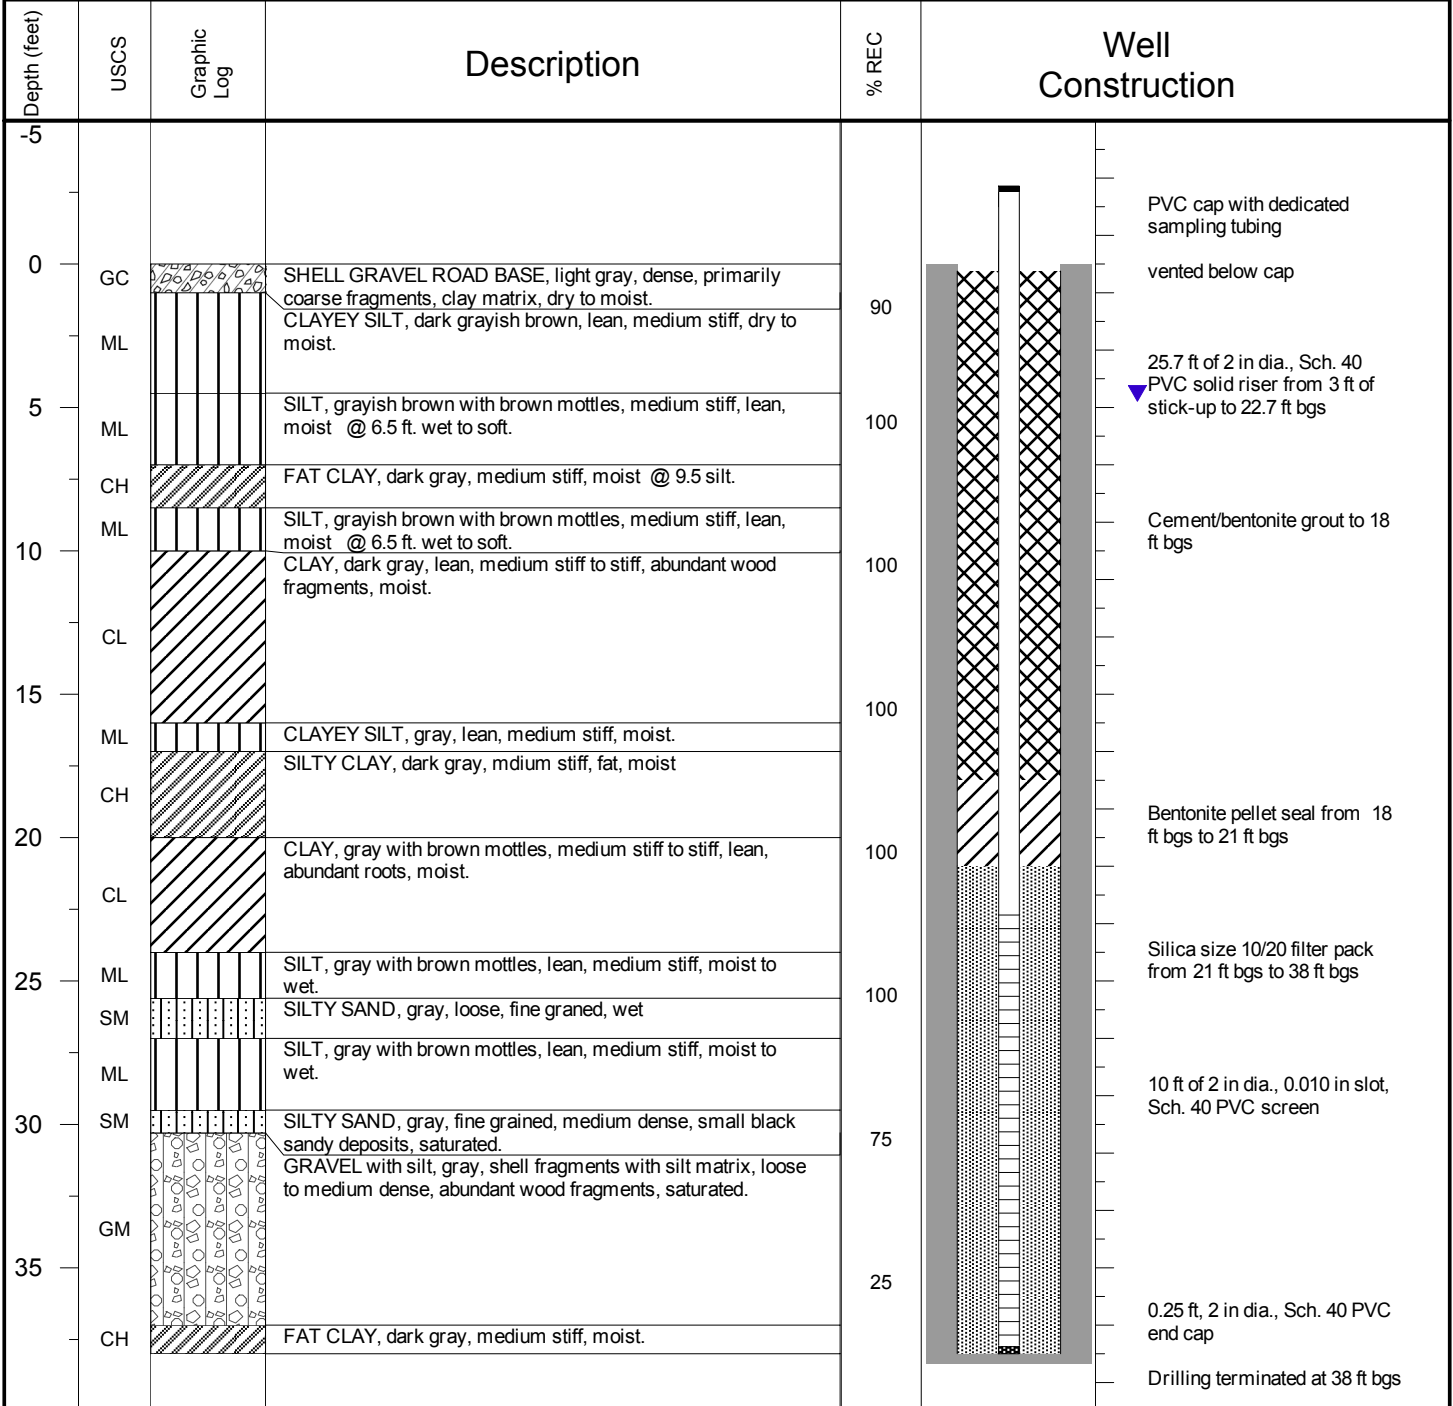 Depth (feet)
USCS
Graphic
Log
Description
% REC
Well
Construction
-5
PVC cap with dedicated
sampling tubing
0
GC
SHELL GRAVEL ROAD BASE, light gray, dense, primarily
coarse fragments, clay matrix, dry to moist.
vented below cap
90
ML
CLAYEY SILT, dark grayish brown, lean, medium stiff, dry to
moist.
25.7 ft of 2 in dia., Sch. 40
PVC solid riser from 3 ft of
stick-up to 22.7 ft bgs
5
ML
SILT, grayish brown with brown mottles, medium stiff, lean,
moist @ 6.5 ft. wet to soft.
100
CH
FAT CLAY, dark gray, medium stiff, moist @ 9.5 silt.
ML
SILT, grayish brown with brown mottles, medium stiff, lean,
moist @ 6.5 ft. wet to soft.
Cement/bentonite grout to 18
ft bgs
10
CLAY, dark gray, lean, medium stiff to stiff, abundant wood
fragments, moist.
100
CL
15
100
ML
CLAYEY SILT, gray, lean, medium stiff, moist.
SILTY CLAY, dark gray, mdium stiff, fat, moist
CH
Bentonite pellet seal from 18
ft bgs to 21 ft bgs
20
CLAY, gray with brown mottles, medium stiff to stiff, lean,
abundant roots, moist.
100
CL
Silica size 10/20 filter pack
from 21 ft bgs to 38 ft bgs
25
ML
SILT, gray with brown mottles, lean, medium stiff, moist to
wet.
100
SM
SILTY SAND, gray, loose, fine graned, wet
ML
SILT, gray with brown mottles, lean, medium stiff, moist to
wet.
10 ft of 2 in dia., 0.010 in slot,
Sch. 40 PVC screen
30
SM
SILTY SAND, gray, fine grained, medium dense, small black
sandy deposits, saturated.
75
GRAVEL with silt, gray, shell fragments with silt matrix, loose
to medium dense, abundant wood fragments, saturated.
GM
35
25
0.25 ft, 2 in dia., Sch. 40 PVC
end cap
CH
FAT CLAY, dark gray, medium stiff, moist.
Drilling terminated at 38 ft bgs